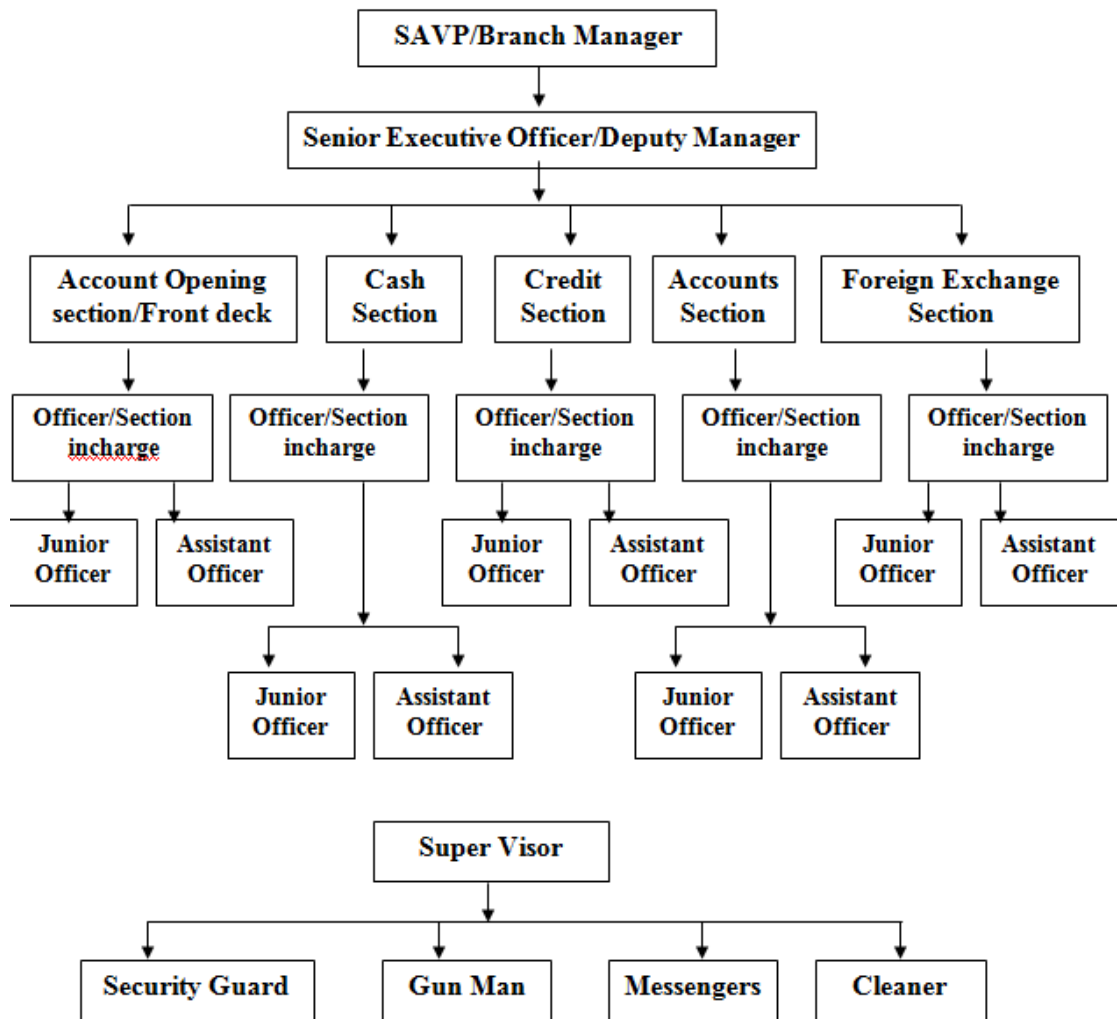 SAVP/Branch Manager
Senior Executive Officer/Deputy Manager
Account Opening
section/Front deck
Cash
Section
Credit
Section
Accounts
Section
Foreign Exchange
Section
Officer/Section
incharge
Officer/Section
incharge
Officer/Section
incharge
Officer/Section
incharge
Officer/Section
incharge
Junior
Officer
Assistant
Officer
Junior
Officer
Assistant
Officer
Junior
Officer
Assistant
Officer
Junior
Officer
Assistant
Officer
Junior
Officer
Assistant
Officer
Super Visor
Security Guard
Gun Man
Messengers
Cleaner